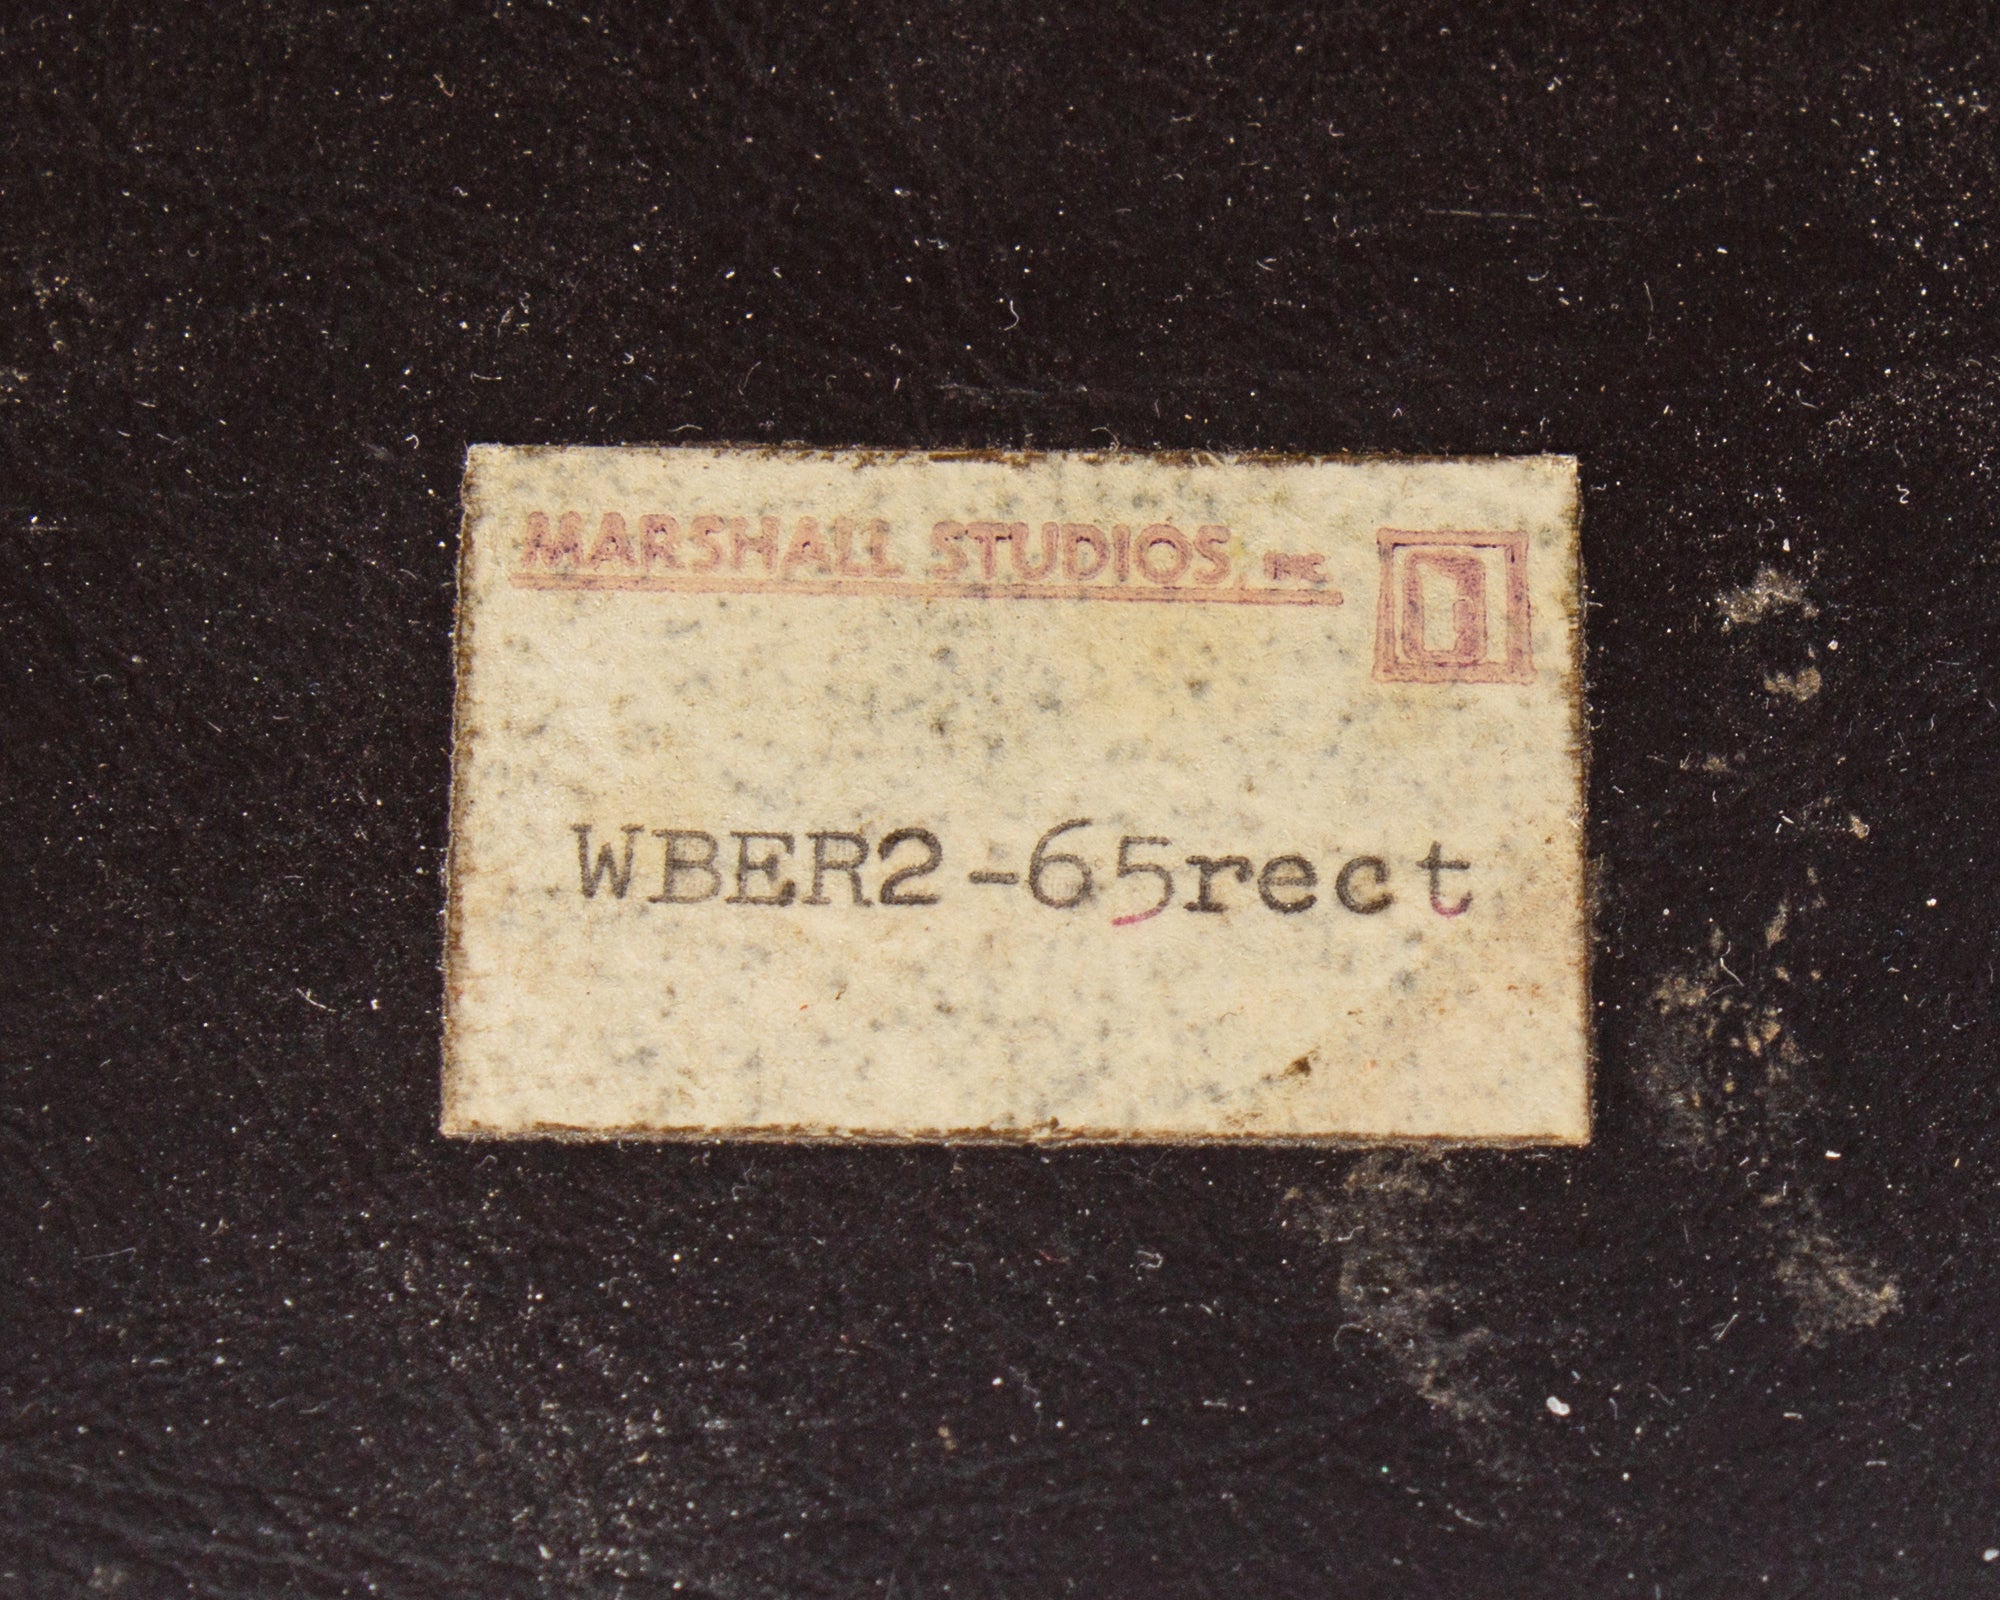 MARSHALL STUDIOS, INC
WBER2-65rect